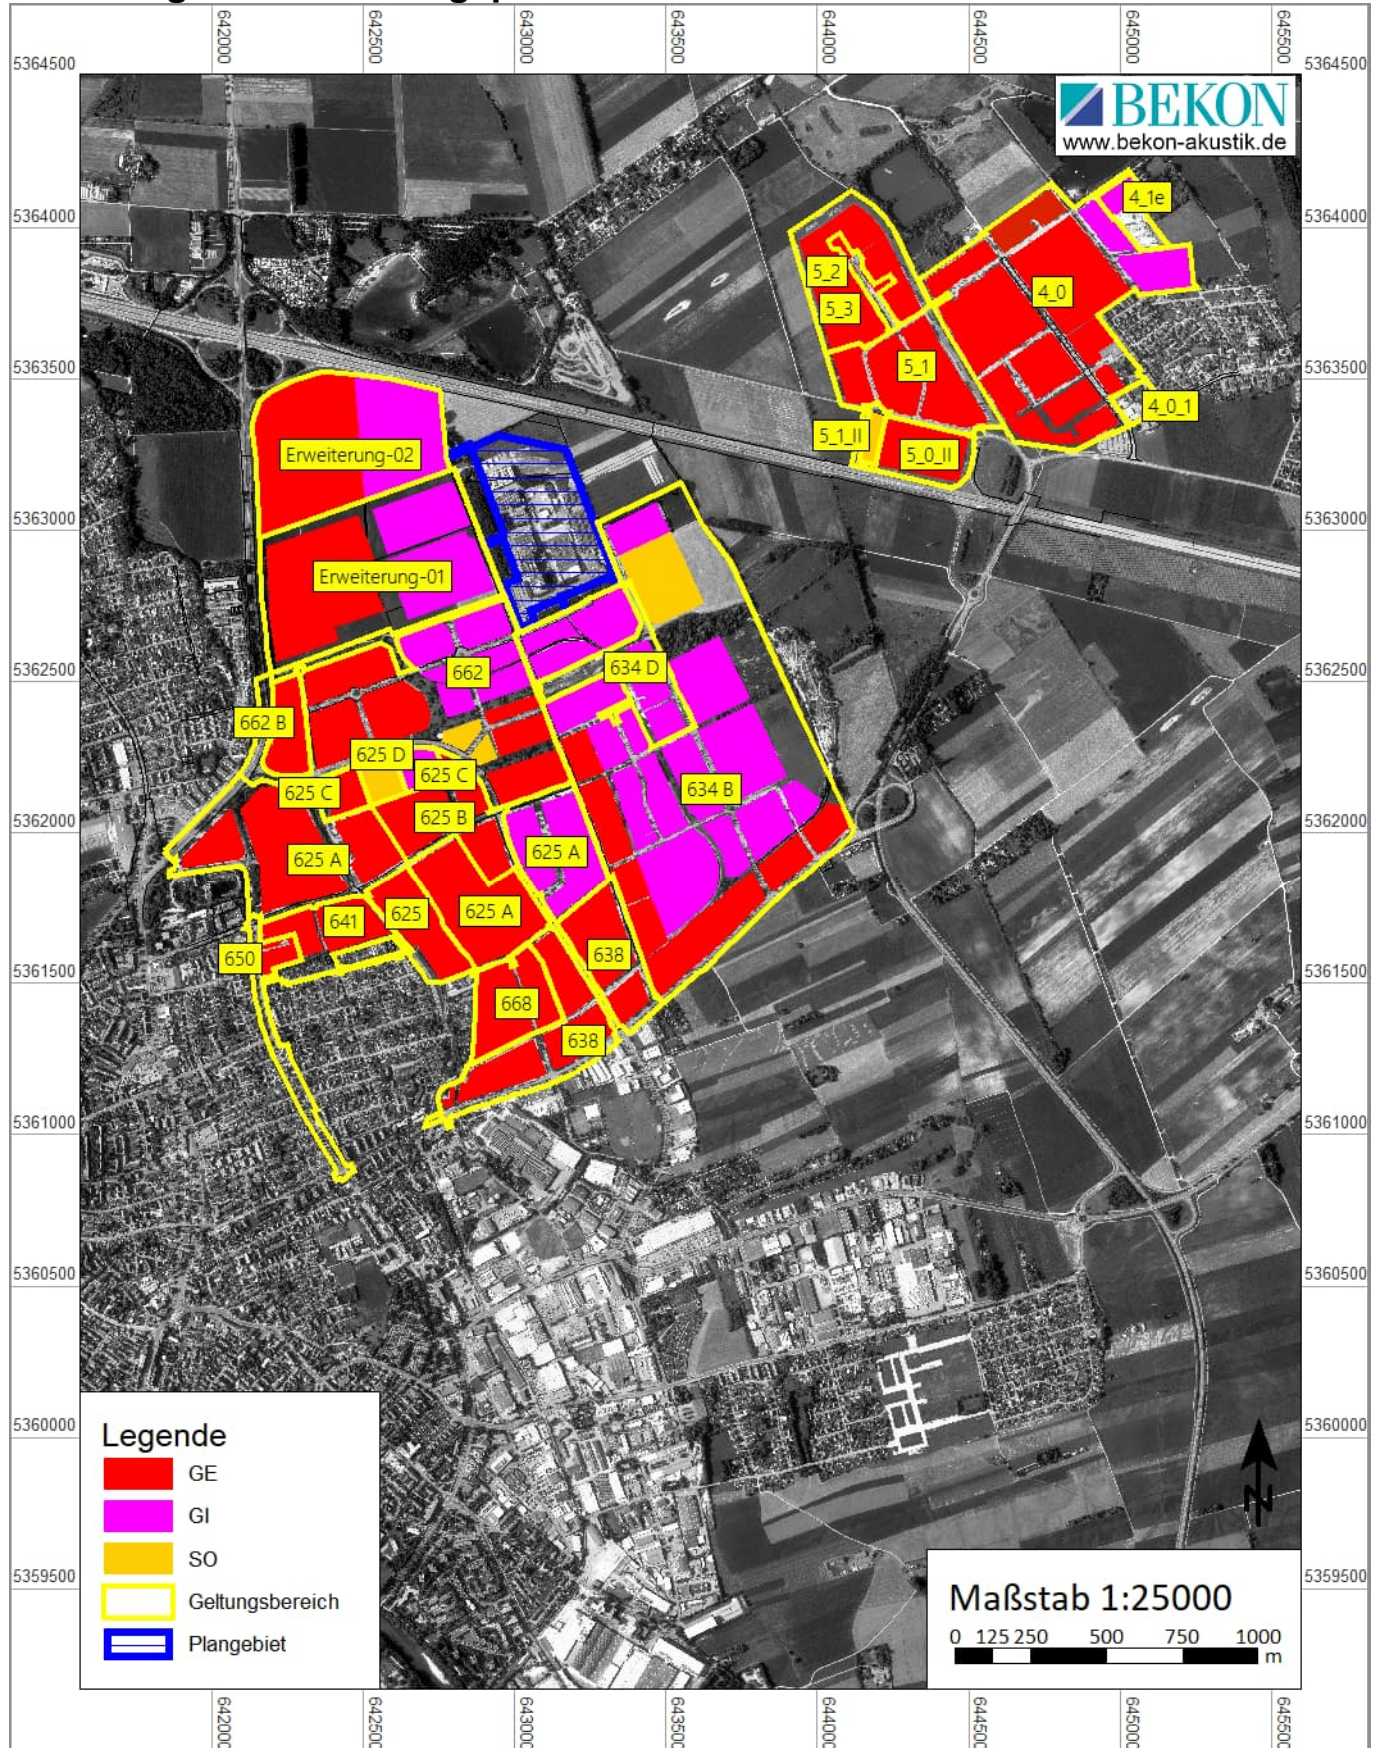 642000 642500 643000 643500 644000 644500 645000 645500
5364500 5364500
BEKON
www.bekon-akustik.de
5364000 5364000
4_1e
5_2
4_0
5_3
5_1
5363500 5363500
4_0_1
5_1_II
5_0_II
Erweiterung-02
5363000 5363000
Erweiterung-01
5362500 5362500
634 D
662
662 B
625 D
625 C
625 C
634 B
625 B
5362000 5362000
625 A
625 A
625 A
625
641
638
650
5361500 5361500
668
638
5361000 5361000
5360500 5360500
5360000 5360000
Legende
GE
GI
SO
Geltungsbereich
Plangebiet
N
5359500 5359500
Maßstab 1:25000
0 125 250 500 750 1000
m
642000 642500 643000 643500 644000 644500 645000 645500